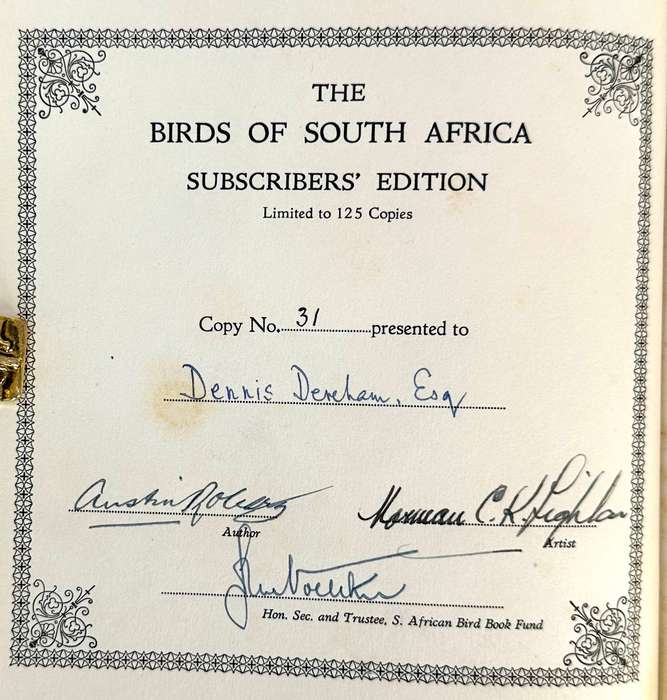 THE
BIRDS OF SOUTH AFRICA
SUBSCRIBERS' EDITION
Limited to 125 Copies
Copy No. 31 presented to
Dennis Dereham, Esq
Austin Roberts Norman C. K. Lighton
Author Artist
Hon. Sec. and Trustee, S. African Bird Book Fund